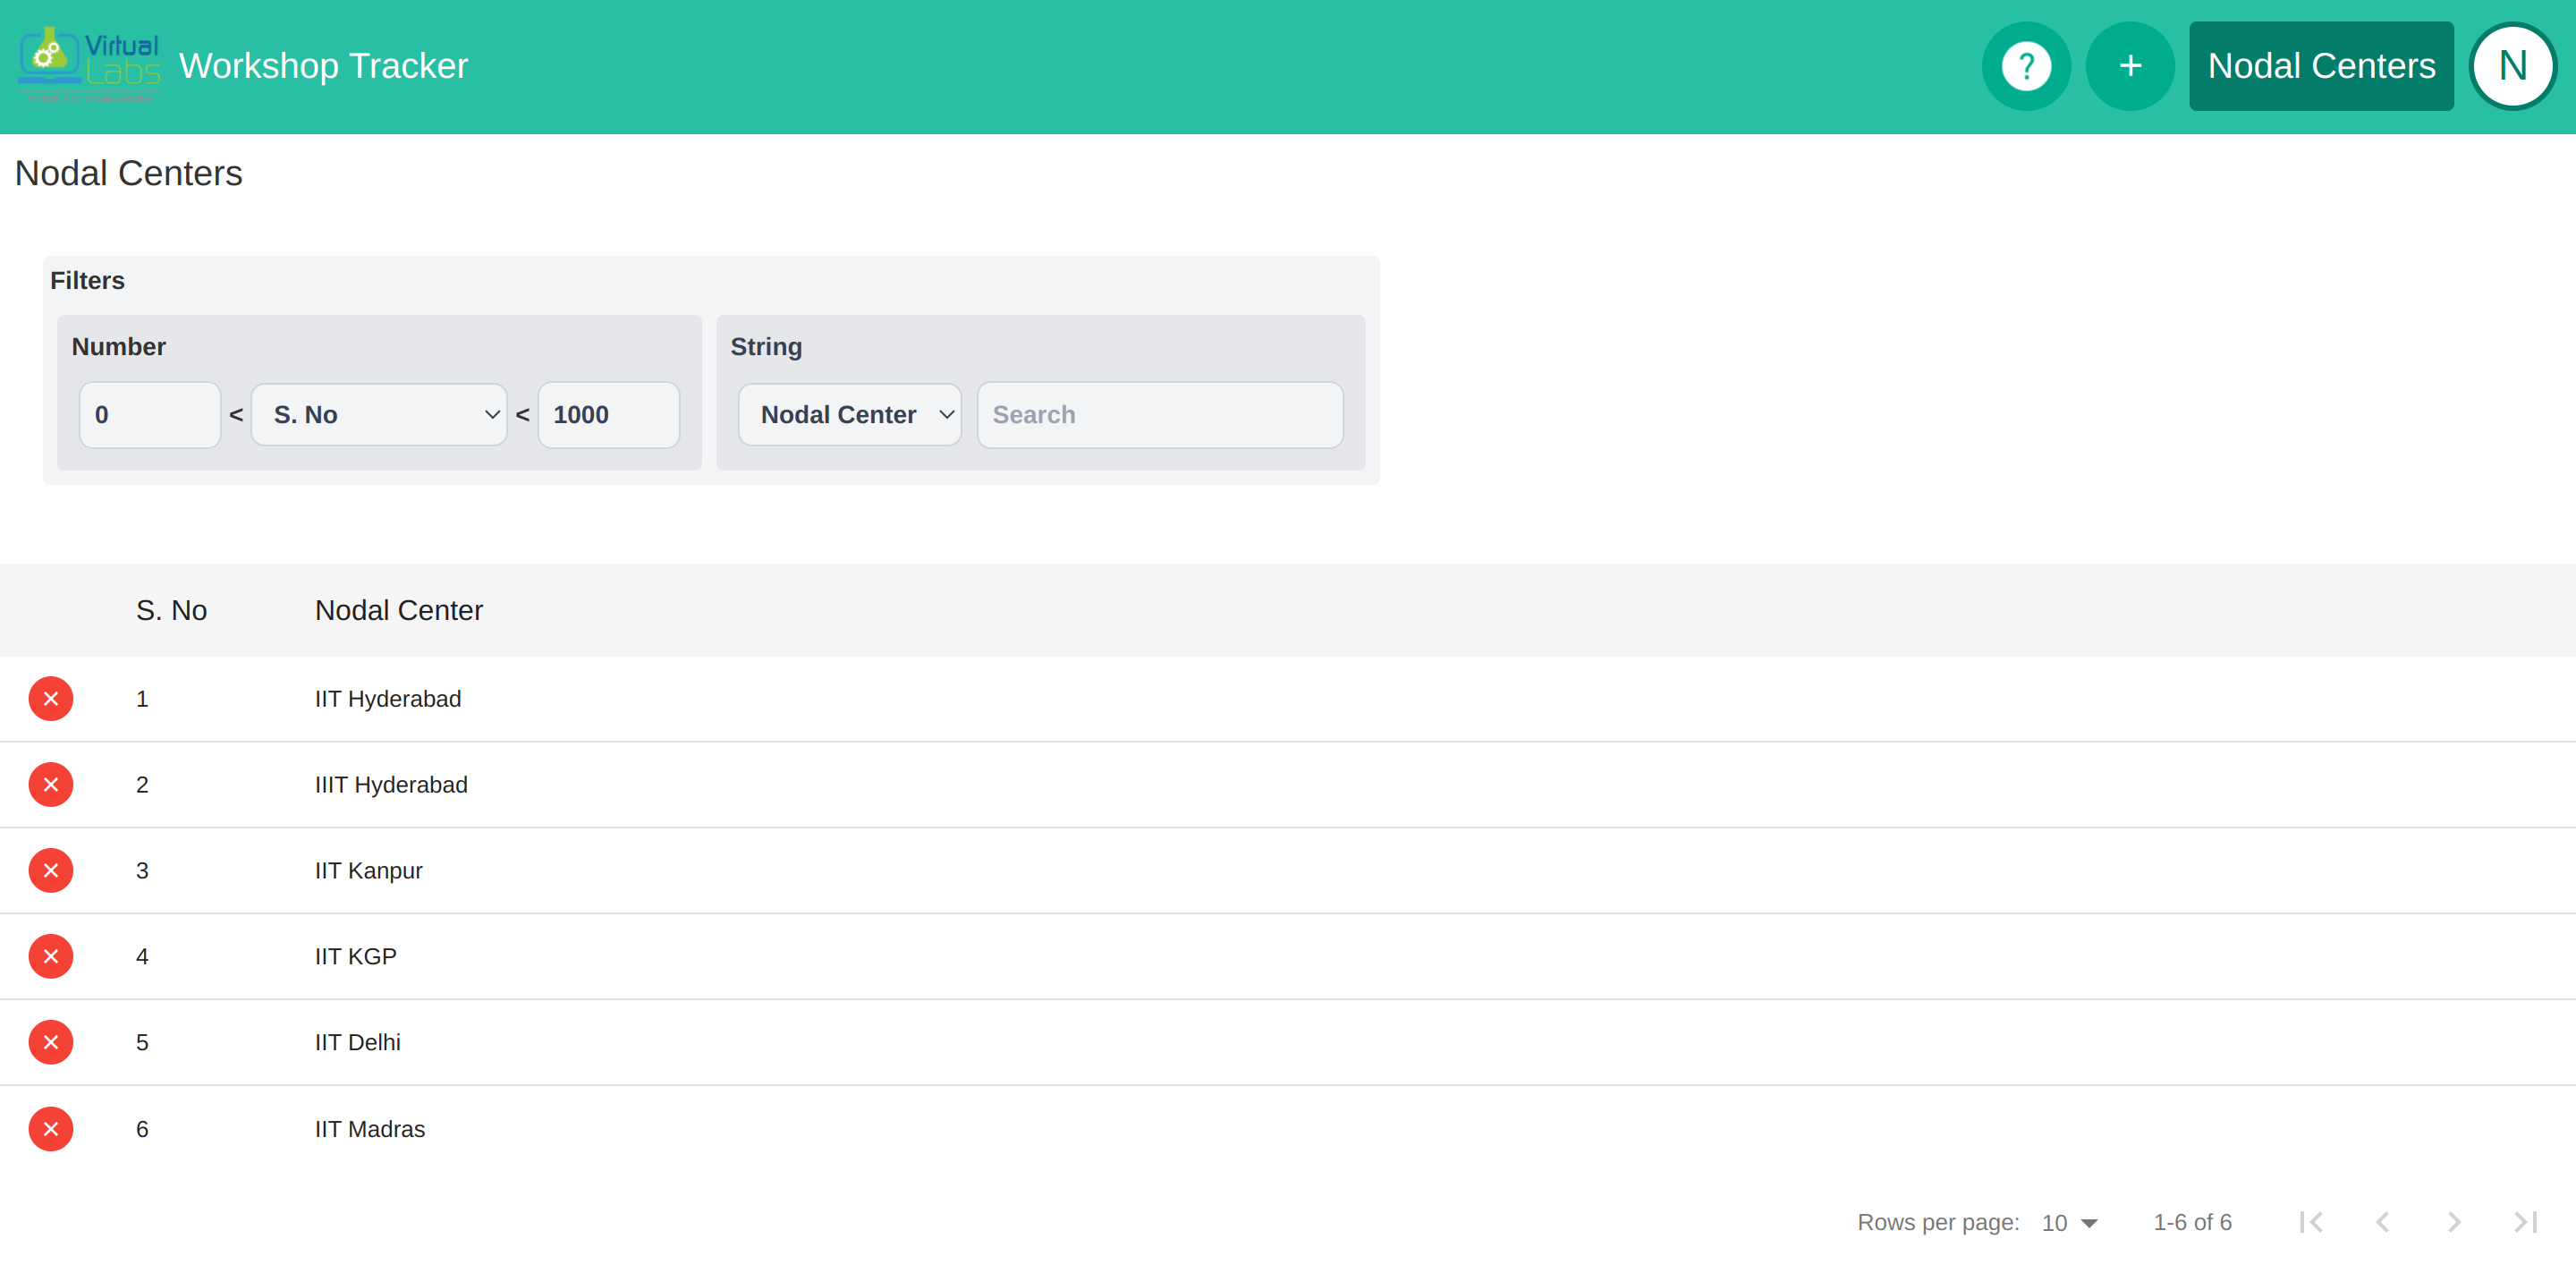 Virtual
Labs
Workshop Tracker
?
+
Nodal Centers
N
Nodal Centers
Filters
Number
String
0 < S. No < 1000
Nodal Center Search
S. No Nodal Center
1 IIT Hyderabad
2 IIIT Hyderabad
3 IIT Kanpur
4 IIT KGP
5 IIT Delhi
6 IIT Madras
Rows per page: 10 1-6 of 6